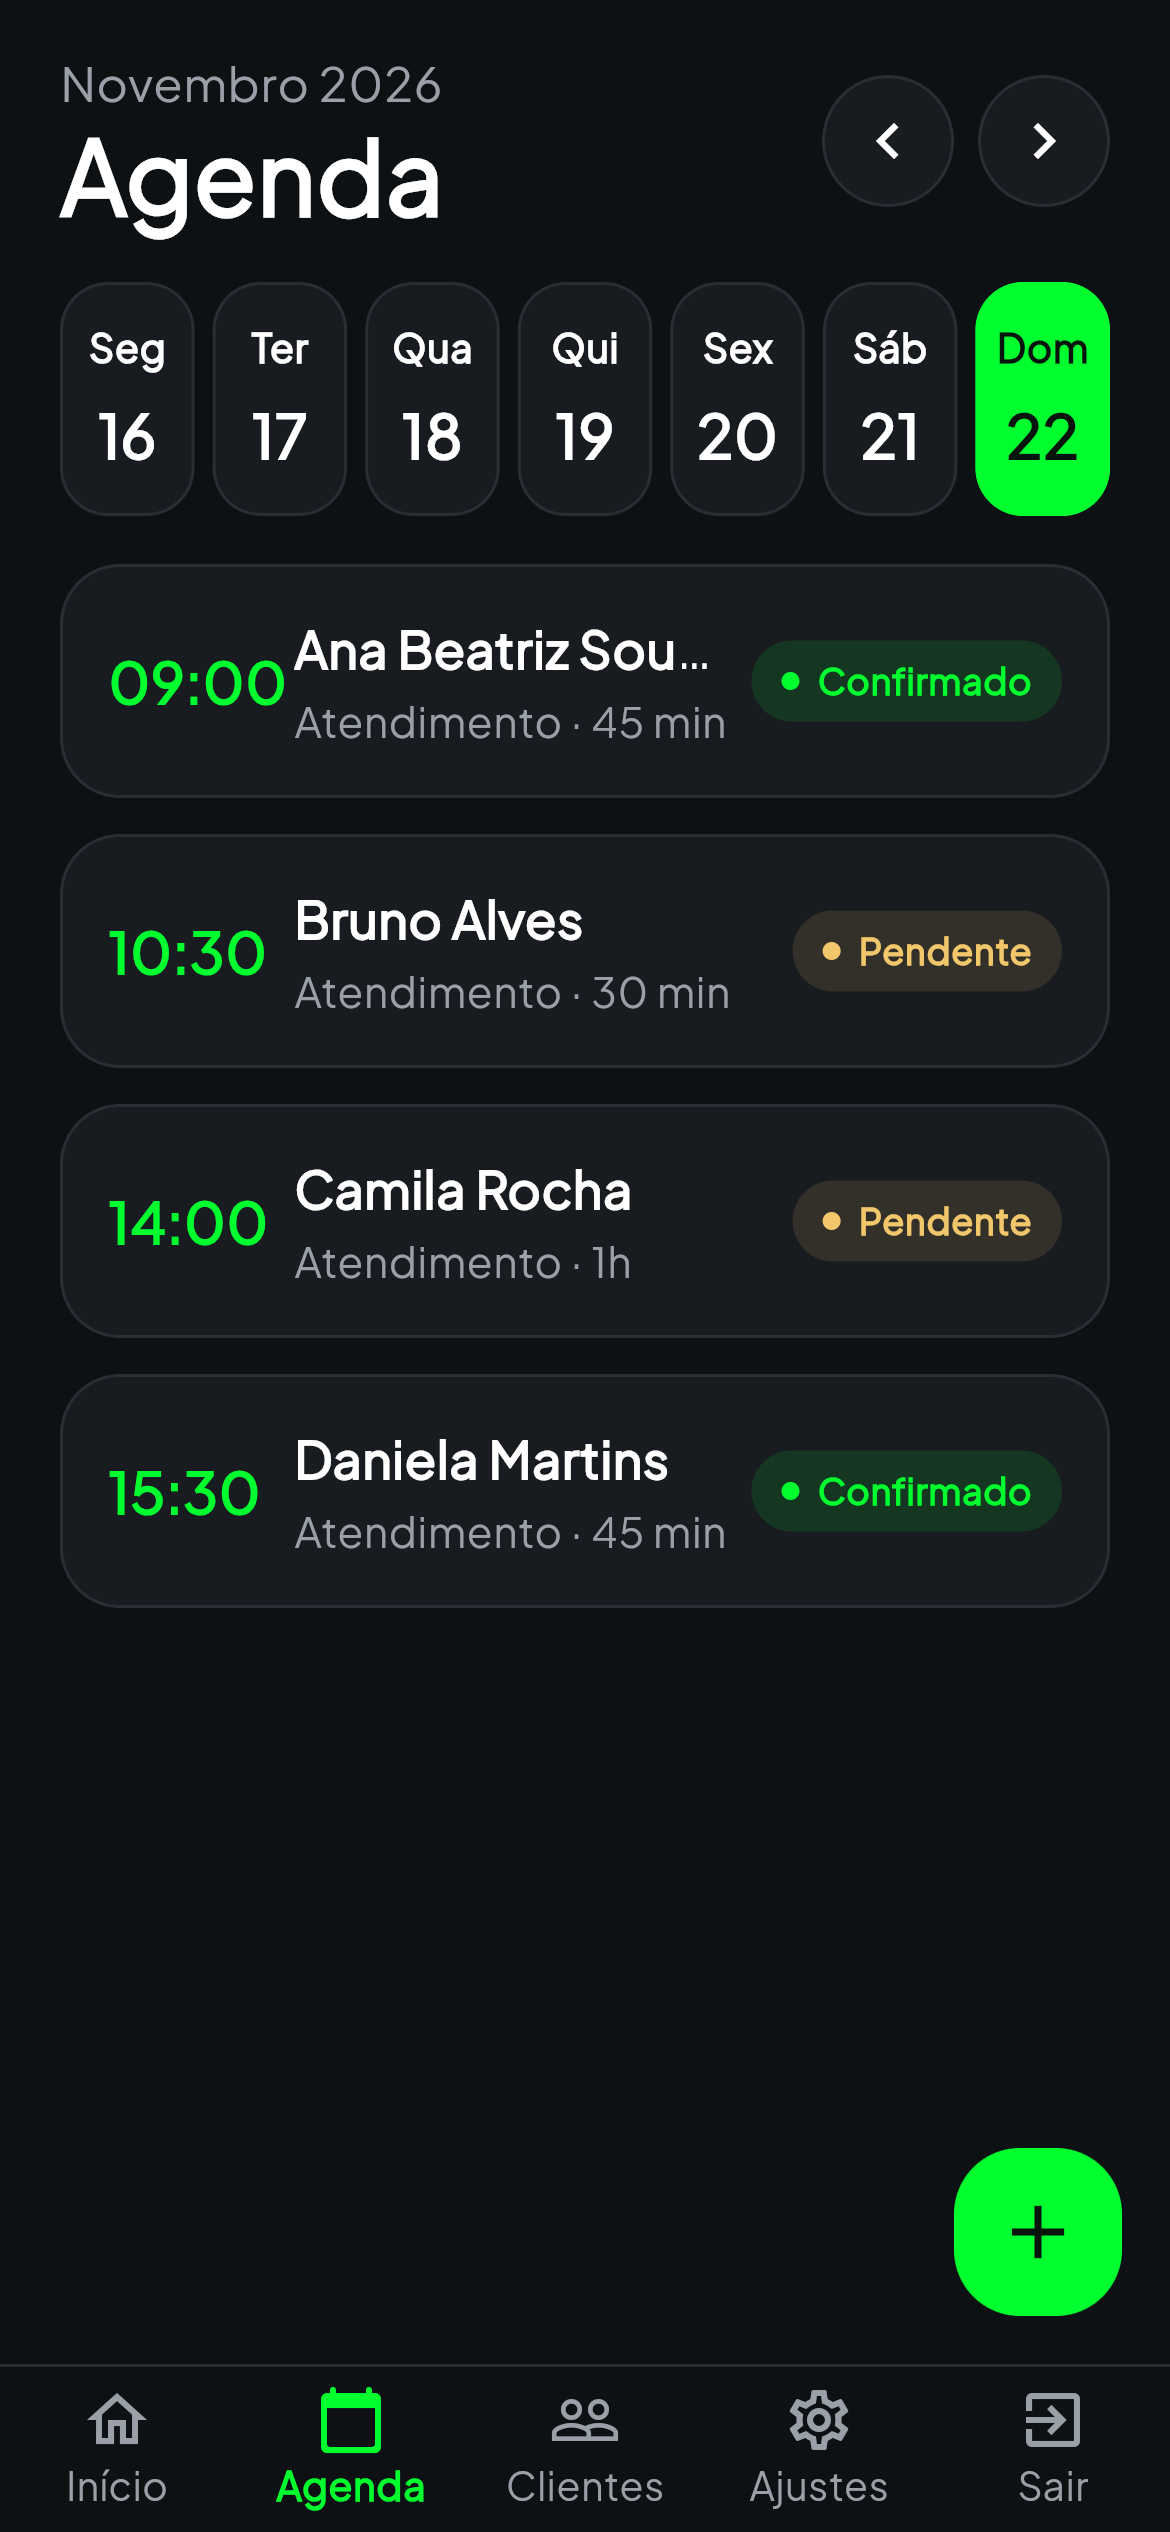 Novembro 2026
Agenda
Seg Ter Qua Qui Sex Sáb Dom
16 17 18 19 20 21 22
09:00 Ana Beatriz Sou... Confirmado
Atendimento · 45 min
10:30 Bruno Alves Pendente
Atendimento · 30 min
14:00 Camila Rocha Pendente
Atendimento · 1h
15:30 Daniela Martins Confirmado
Atendimento · 45 min
Início Agenda Clientes Ajustes Sair